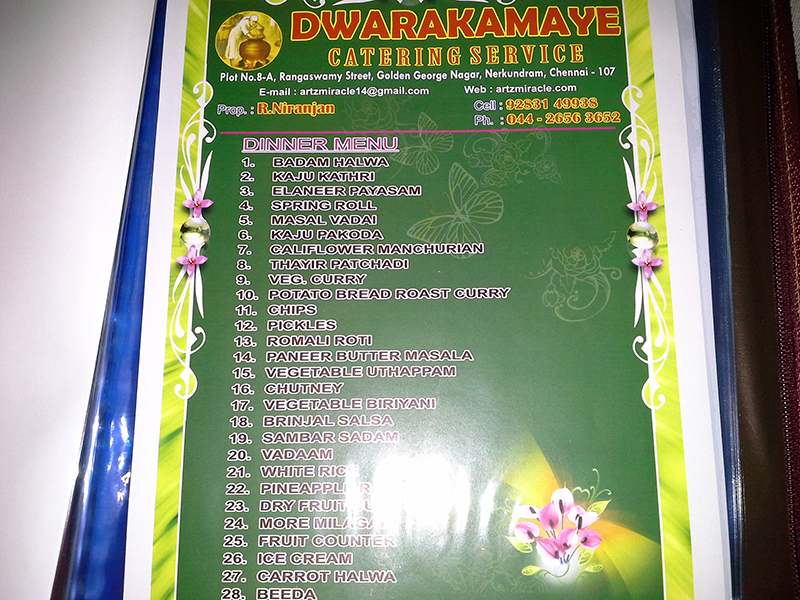 DWARAKAMAYE
CATERING SERVICE
Plot No.8-A, Rangaswamy Street, Golden George Nagar, Nerkundram, Chennai - 107
E-mail : artzmiracle14@gmail.com Web : artzmiracle.com
Prop. : R.Niranjan Cell : 92831 49938
Ph. : 044 - 2656 3652
DINNER MENU
1. BADAM HALWA
2. KAJU KATHRI
3. ELANEER PAYASAM
4. SPRING ROLL
5. MASAL VADAI
6. KAJU PAKODA
7. CALIFLOWER MANCHURIAN
8. THAYIR PATCHADI
9. VEG. CURRY
10. POTATO BREAD ROAST CURRY
11. CHIPS
12. PICKLES
13. ROMALI ROTI
14. PANEER BUTTER MASALA
15. VEGETABLE UTHAPPAM
16. CHUTNEY
17. VEGETABLE BIRIYANI
18. BRINJAL SALSA
19. SAMBAR SADAM
20. VADAAM
21. WHITE RICE
22. PINEAPPLE
23. DRY FRUIT
24. MORE
25. FRUIT COUNTER
26. ICE CREAM
27. CARROT HALWA
28. BEEDA